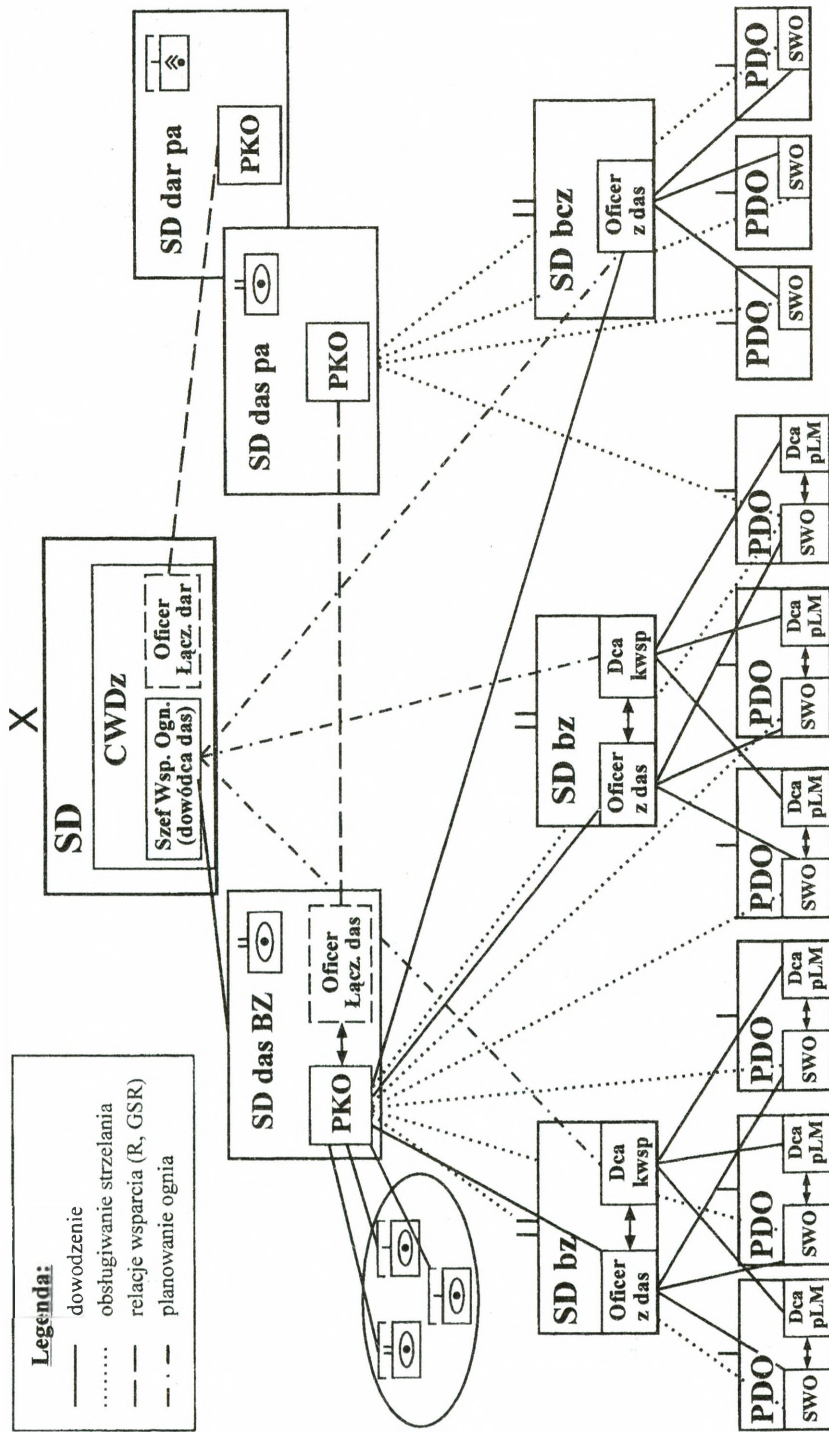 X
SD
CWDz
Szef Wsp. Ogn.
(dowódca das)
Oficer
Łącz. dar
SD dar pa
PKO
SD das pa
PKO
Legenda:
dowodzenie
obsługiwanie strzelania
relacje wsparcia (R, GSR)
planowanie ognia
SD das BZ
PKO
Oficer
Łącz. das
SD bz
Oficer
z das
Dca
kwsp
SD bz
Oficer
z das
Dca
kwsp
SD bcz
Oficer
z das
PDO
SWO
Dca
pLM
PDO
SWO
Dca
pLM
PDO
SWO
Dca
pLM
PDO
SWO
Dca
pLM
PDO
SWO
Dca
pLM
PDO
SWO
Dca
pLM
PDO
SWO
PDO
SWO
PDO
SWO